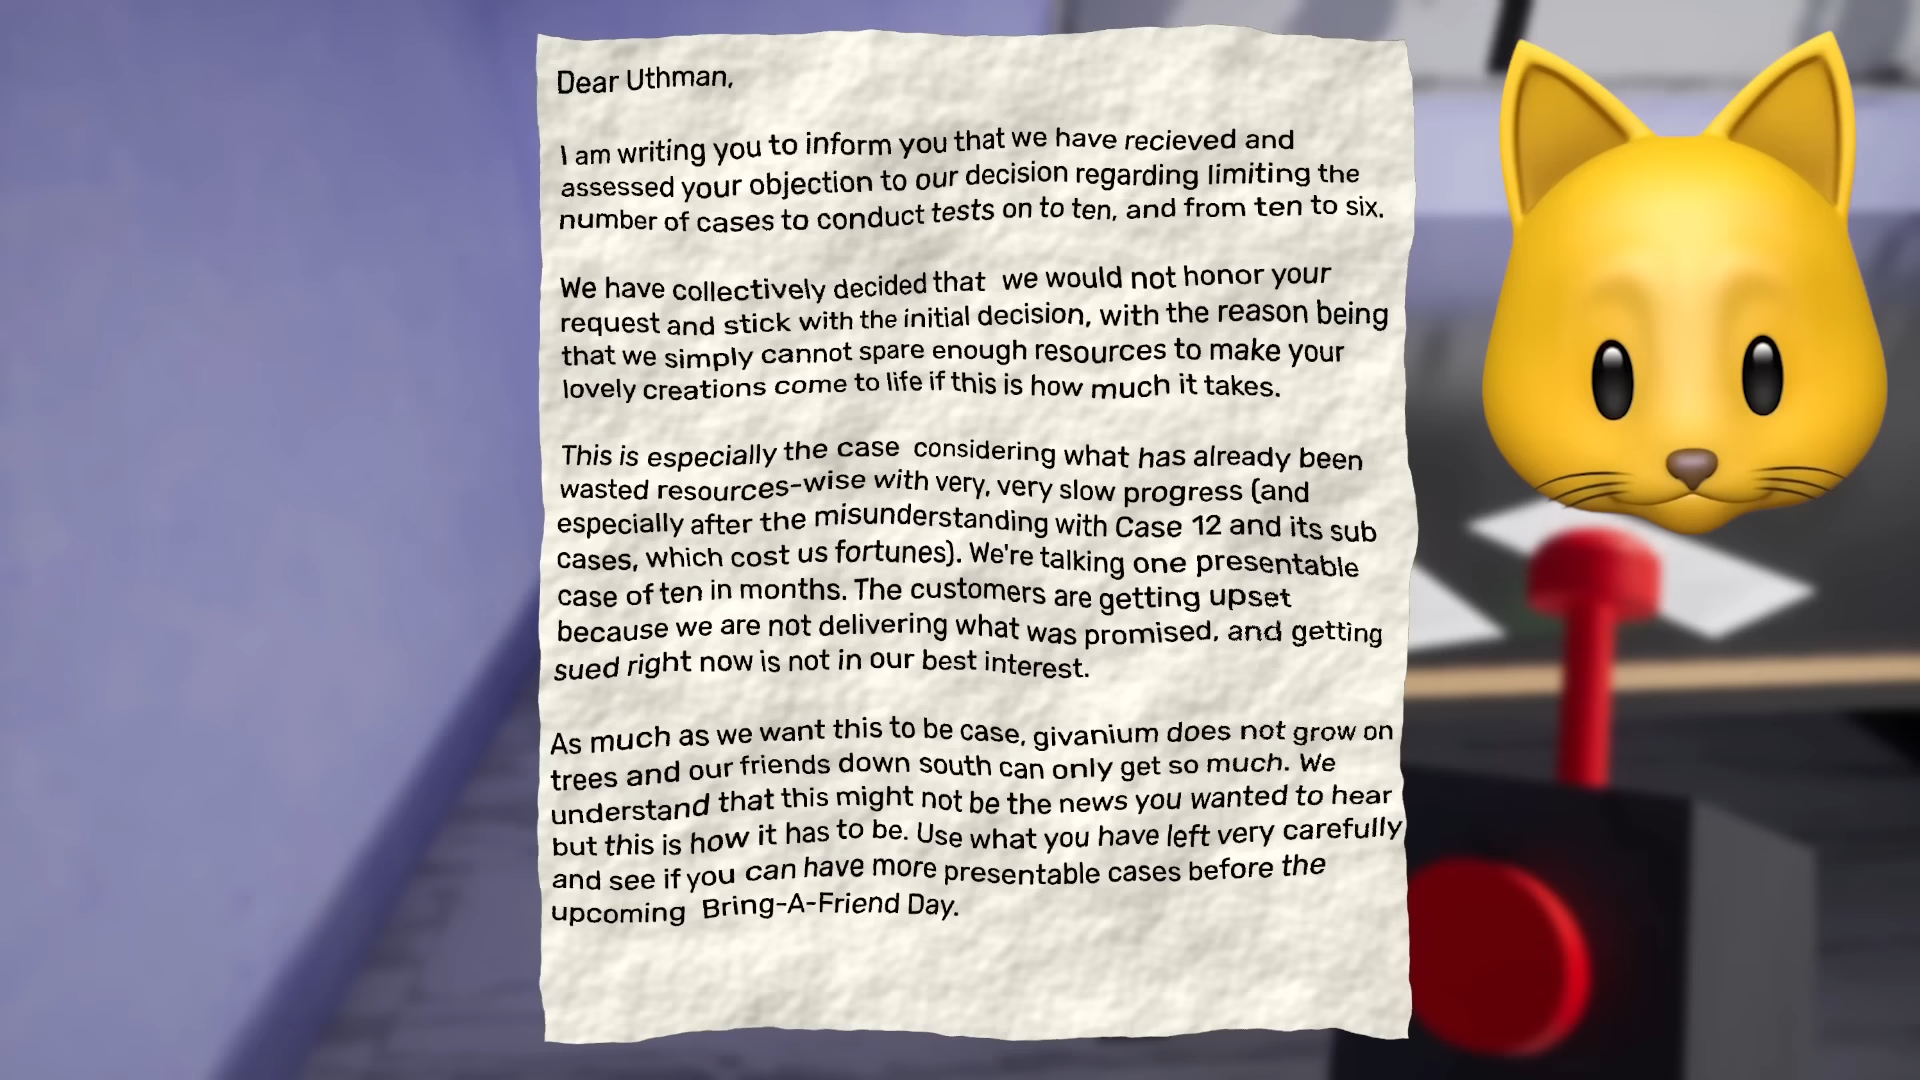 Dear Uthman,
I am writing you to inform you that we have recieved and
assessed your objection to our decision regarding limiting the
number of cases to conduct tests on to ten, and from ten to six.
We have collectively decided that we would not honor your
request and stick with the initial decision, with the reason being
that we simply cannot spare enough resources to make your
lovely creations come to life if this is how much it takes.
This is especially the case considering what has already been
wasted resources-wise with very, very slow progress (and
especially after the misunderstanding with Case 12 and its sub
cases, which cost us fortunes). We're talking one presentable
case of ten in months. The customers are getting upset
because we are not delivering what was promised, and getting
sued right now is not in our best interest.
As much as we want this to be case, givanium does not grow on
trees and our friends down south can only get so much. We
understand that this might not be the news you wanted to hear
but this is how it has to be. Use what you have left very carefully
and see if you can have more presentable cases before the
upcoming Bring-A-Friend Day.